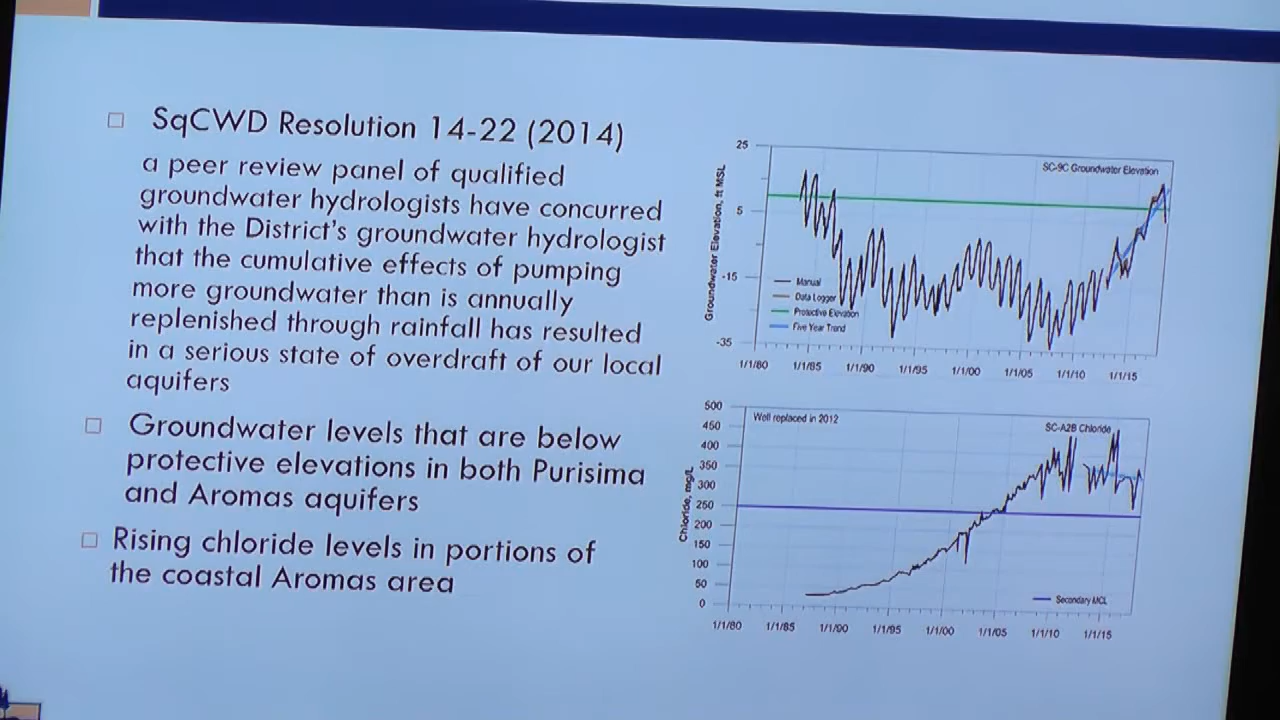 SqCWD Resolution 14-22 (2014)
a peer review panel of qualified
groundwater hydrologists have concurred
with the District's groundwater hydrologist
that the cumulative effects of pumping
more groundwater than is annually
replenished through rainfall has resulted
in a serious state of overdraft of our local
aquifers
Groundwater levels that are below
protective elevations in both Purisima
and Aromas aquifers
Rising chloride levels in portions of
the coastal Aromas area
25
5
-15
-35
Groundwater Elevation, ft MSL
SC-9C Groundwater Elevation
Manual
Data Logger
Protective Elevation
Five Year Trend
1/1/80 1/1/85 1/1/90 1/1/95 1/1/00 1/1/05 1/1/10 1/1/15
500
450
400
350
300
250
200
150
100
50
0
Chloride, mg/L
Well replaced in 2012
SC-A2B Chloride
Secondary MCL
1/1/80 1/1/85 1/1/90 1/1/95 1/1/00 1/1/05 1/1/10 1/1/15